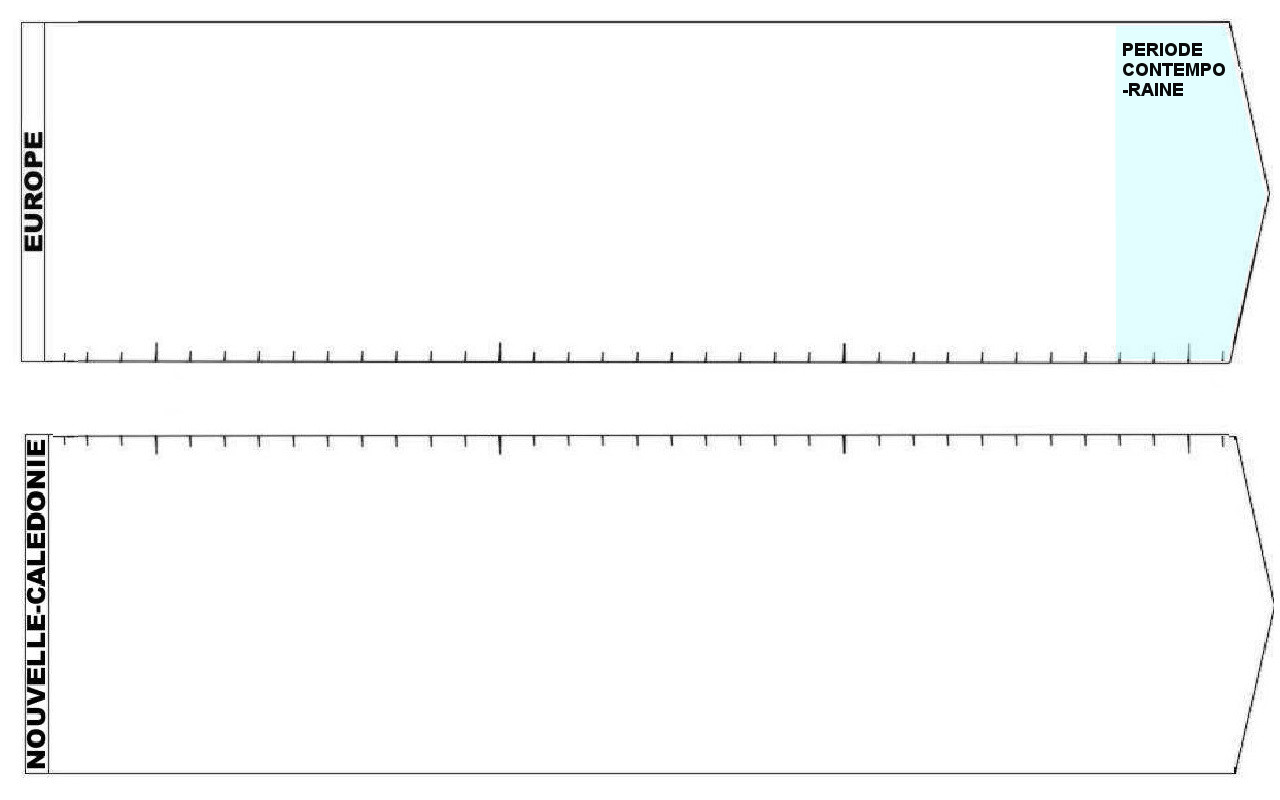 EUROPE
PERIODE
CONTEMPO
-RAINE
NOUVELLE-CALEDONIE